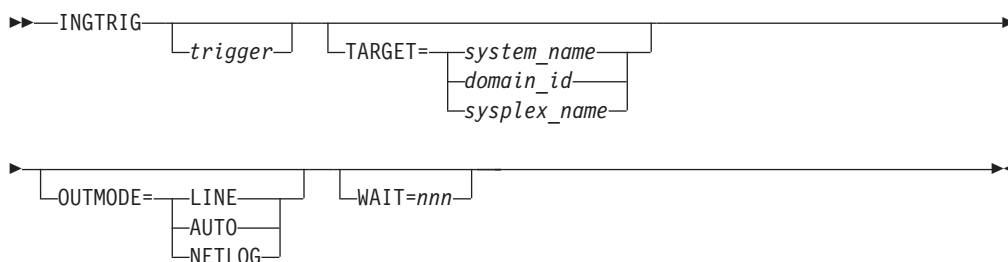 INGTRIG
trigger
TARGET= system_name
domain_id
sysplex_name
OUTMODE= LINE
AUTO
NETLOG
WAIT=nnn